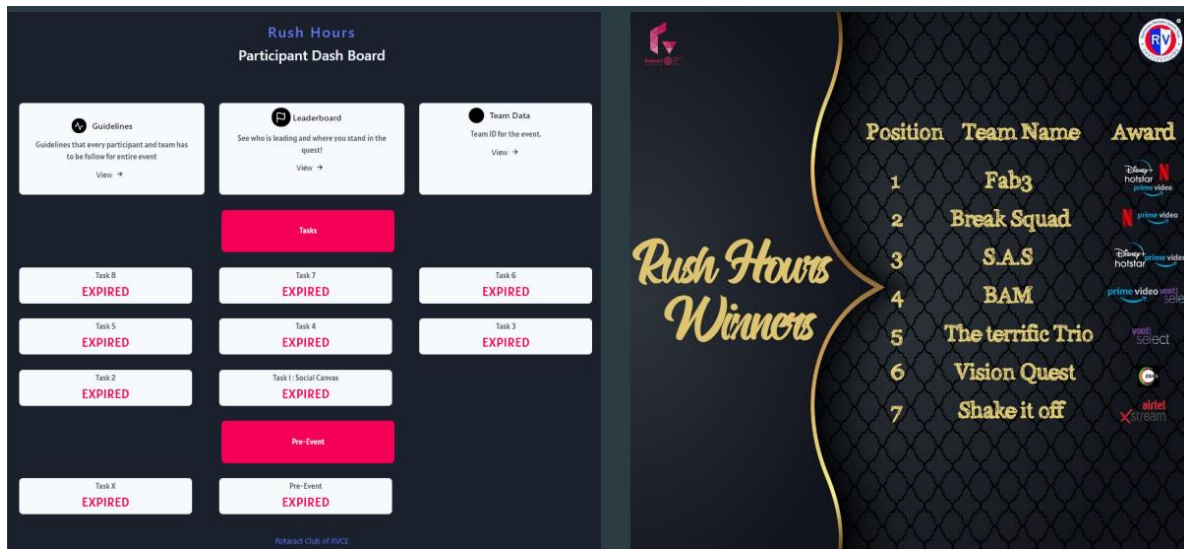 Rush Hours
Participant Dash Board
Guidelines
Guidelines that every participant and team has
to be follow for entire event
View →
Leaderboard
See who is leading and where you stand in the
quest!
View →
Team Data
Team ID for the event.
View →
Tasks
Task 8
EXPIRED
Task 7
EXPIRED
Task 6
EXPIRED
Task 5
EXPIRED
Task 4
EXPIRED
Task 3
EXPIRED
Task 2
EXPIRED
Task I : Social Canvas
EXPIRED
Pre-Event
Task X
EXPIRED
Pre-Event
EXPIRED
Rotaract Club of RVCE
Rotaract
RV
Rush Hours
Winners
Position Team Name Award
1 Fab3 Disney+ hotstar N prime video
2 Break Squad N prime video
3 S.A.S Disney+ hotstar prime video
4 BAM prime video voot sele
5 The terrific Trio voot select
6 Vision Quest
7 Shake it off airtel Xstream